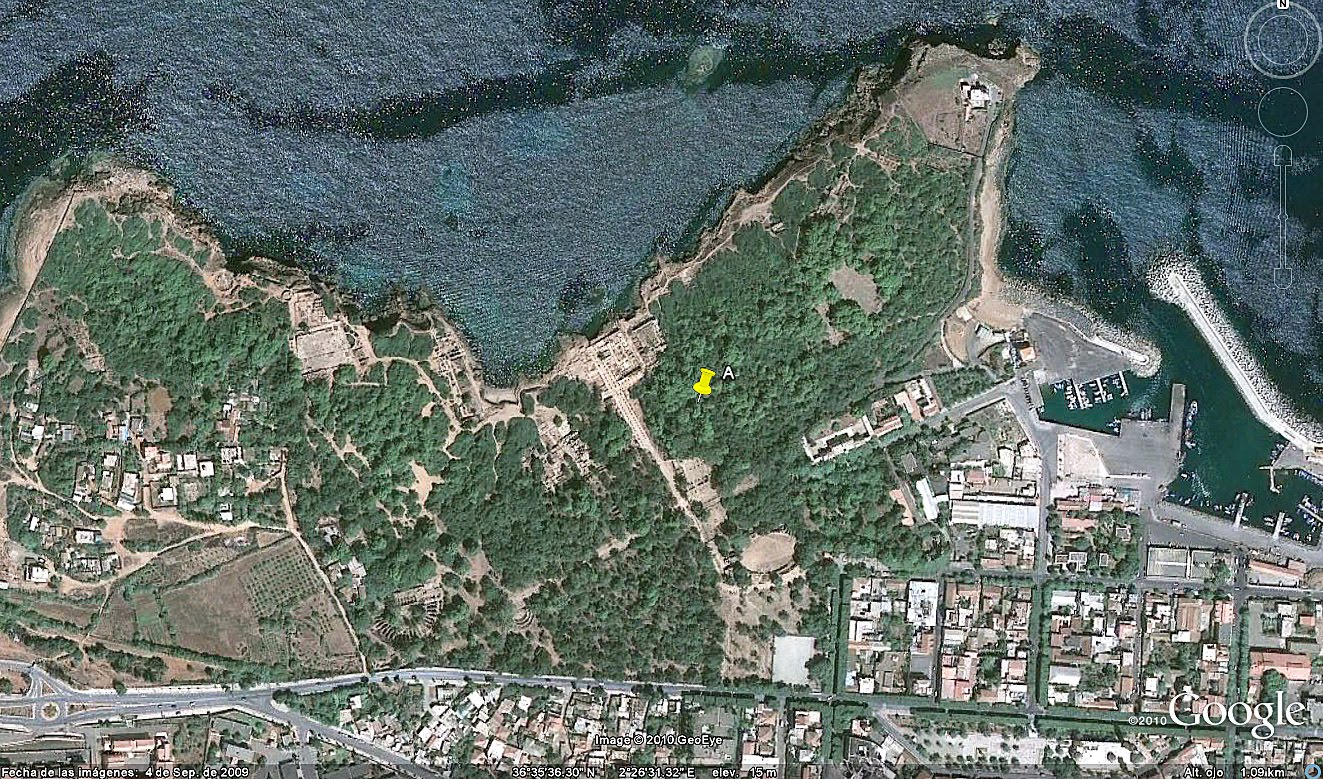 N
A
©2010 Google
Image © 2010 GeoEye
Fecha de las imágenes: 4 de Sep. de 2009 36°35'36.30" N 2°26'31.32" E elev. 15 m Alt. ojo 1.09 km